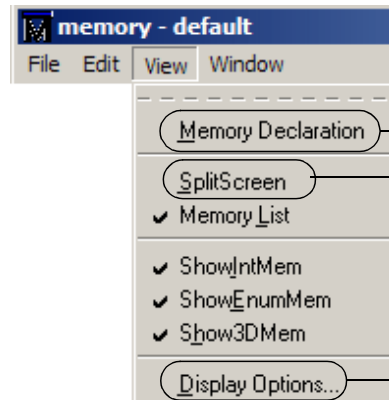 memory - default
File Edit View Window
Memory Declaration
SplitScreen
Memory List
ShowIntMem
ShowEnumMem
Show3DMem
Display Options...